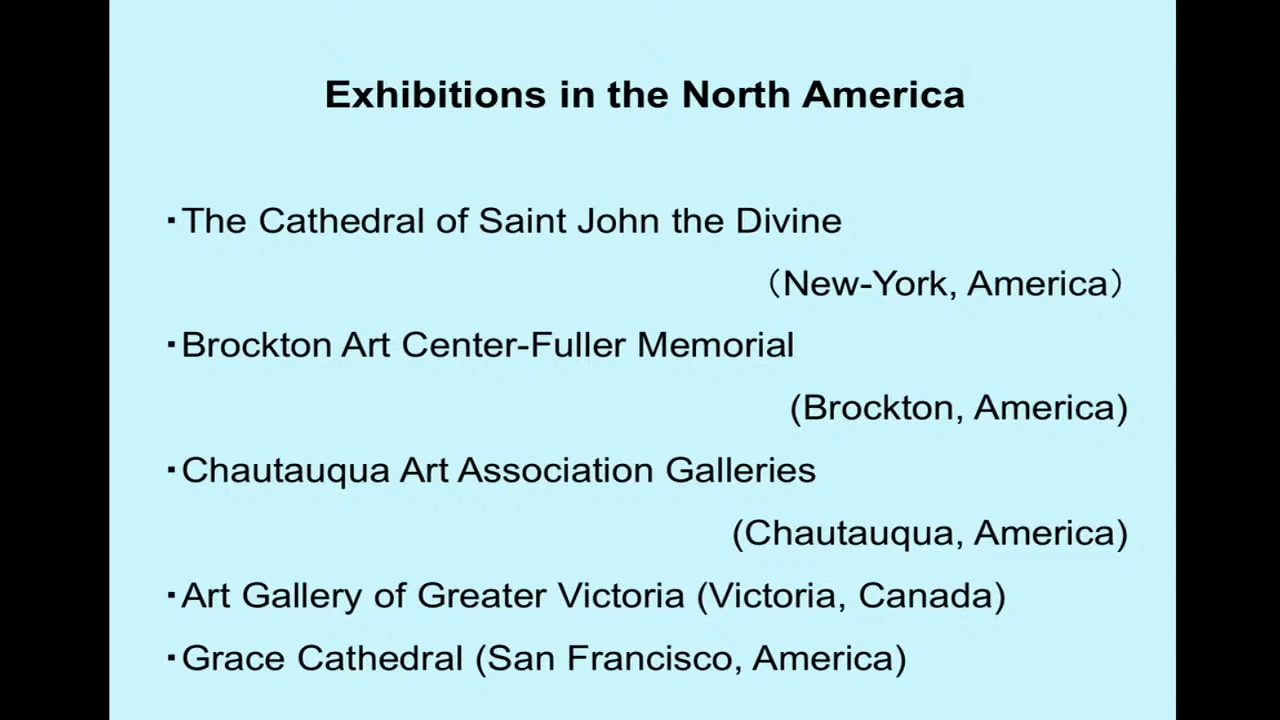 Exhibitions in the North America
・The Cathedral of Saint John the Divine
（New-York, America）
・Brockton Art Center-Fuller Memorial
(Brockton, America)
・Chautauqua Art Association Galleries
(Chautauqua, America)
・Art Gallery of Greater Victoria (Victoria, Canada)
・Grace Cathedral (San Francisco, America)